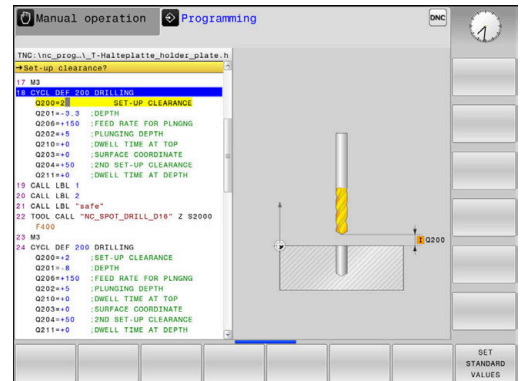 Manual operation
Programming
DNC
TNC:\nc_prog…\_T-Halteplatte_holder_plate.h
→Set-up clearance?
17 M3
18 CYCL DEF 200 DRILLING
Q200=2 SET-UP CLEARANCE
Q201=-3.3 ;DEPTH
Q206=+150 ;FEED RATE FOR PLNGNG
Q202=+5 ;PLUNGING DEPTH
Q210=+0 ;DWELL TIME AT TOP
Q203=+0 ;SURFACE COORDINATE
Q204=+50 ;2ND SET-UP CLEARANCE
Q211=+0 ;DWELL TIME AT DEPTH
19 CALL LBL 1
20 CALL LBL 2
21 CALL LBL "safe"
22 TOOL CALL "NC_SPOT_DRILL_D16" Z S2000
F400
23 M3
24 CYCL DEF 200 DRILLING
Q200=+2 ;SET-UP CLEARANCE
Q201=-8 ;DEPTH
Q206=+150 ;FEED RATE FOR PLNGNG
Q202=+5 ;PLUNGING DEPTH
Q210=+0 ;DWELL TIME AT TOP
Q203=+0 ;SURFACE COORDINATE
Q204=+50 ;2ND SET-UP CLEARANCE
Q211=+0 ;DWELL TIME AT DEPTH
I Q200
SET
STANDARD
VALUES